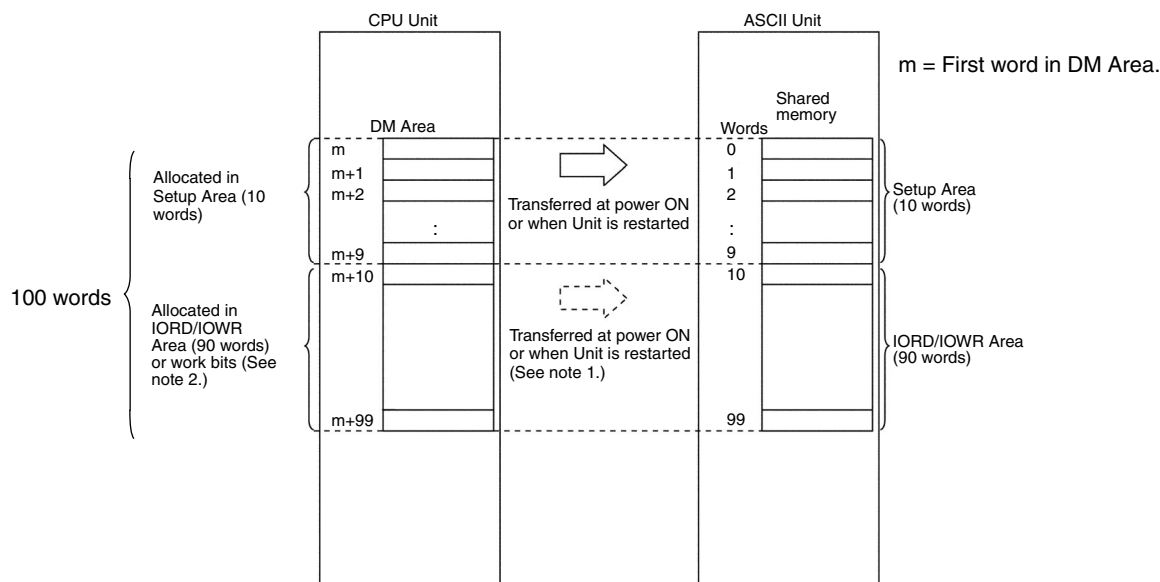 CPU Unit
ASCII Unit
m = First word in DM Area.
DM Area
Shared
memory
Words
m
m+1
m+2
:
m+9
m+10
m+99
Allocated in
Setup Area (10
words)
100 words
Allocated in
IORD/IOWR
Area (90 words)
or work bits (See
note 2.)
Transferred at power ON
or when Unit is restarted
Transferred at power ON
or when Unit is restarted
(See note 1.)
0
1
2
:
:
9
10
99
Setup Area
(10 words)
IORD/IOWR Area
(90 words)